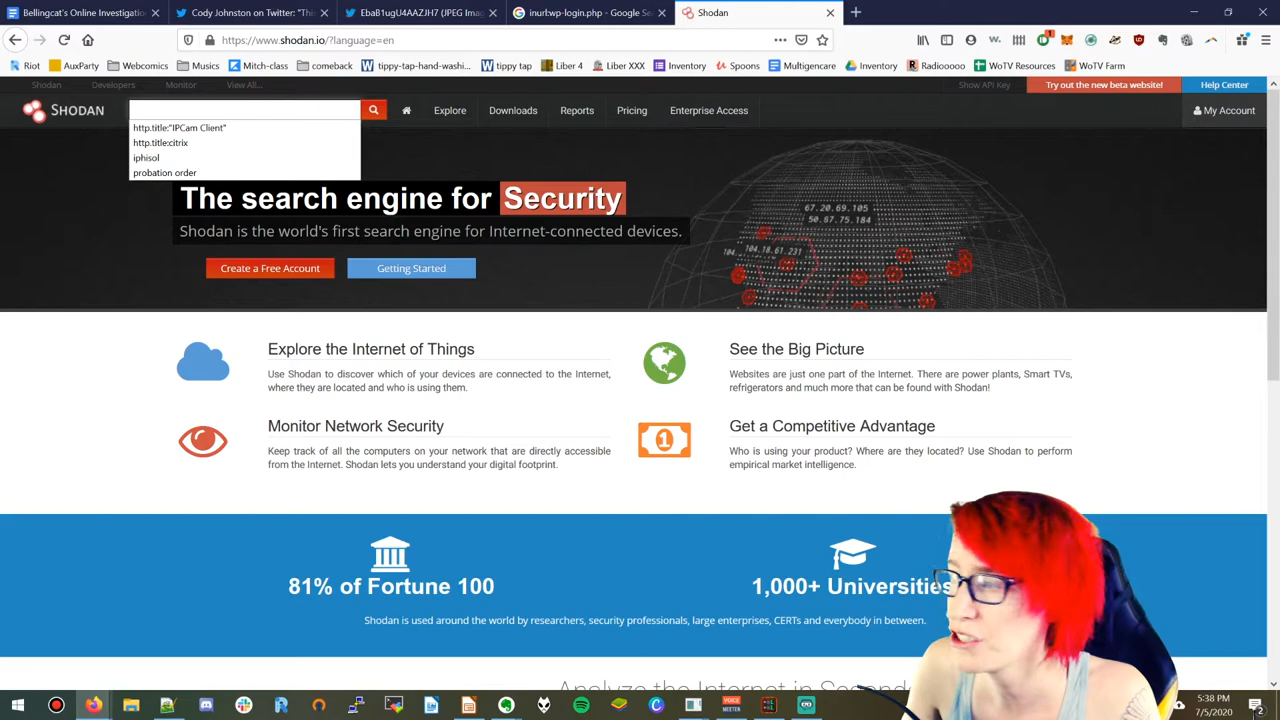 Bellingcat's Online Investigatio
Cody Johnston on Twitter: "Thi
EbaB1ugU4AAZJH7 (JPEG Imag
inurl:wp-login.php - Google Se
Shodan
https://www.shodan.io/?language=en
Riot
AuxParty
Webcomics
Musics
Mitch-class
comeback
tippy-tap-hand-washi...
tippy tap
Liber 4
Liber XXX
Inventory
Spoons
Multigencare
Inventory
Radiooooo
WoTV Resources
WoTV Farm
Shodan
Developers
Monitor
View All...
Show API Key
Try out the new beta website!
Help Center
SHODAN
Explore
Downloads
Reports
Pricing
Enterprise Access
My Account
http.title:"IPCam Client"
http.title:citrix
iphisol
probation order
The search engine for Security
Shodan is the world's first search engine for Internet-connected devices.
Create a Free Account
Getting Started
67.20.69.105
50.87.75.184
104.18.61.231
Explore the Internet of Things
Use Shodan to discover which of your devices are connected to the Internet,
where they are located and who is using them.
See the Big Picture
Websites are just one part of the Internet. There are power plants, Smart TVs,
refrigerators and much more that can be found with Shodan!
Monitor Network Security
Keep track of all the computers on your network that are directly accessible
from the Internet. Shodan lets you understand your digital footprint.
Get a Competitive Advantage
Who is using your product? Where are they located? Use Shodan to perform
empirical market intelligence.
81% of Fortune 100
1,000+ Universities
Shodan is used around the world by researchers, security professionals, large enterprises, CERTs and everybody in between.
Analyze the Internet in Seconds
VOICE
MEETER
5:38 PM
7/5/2020
2